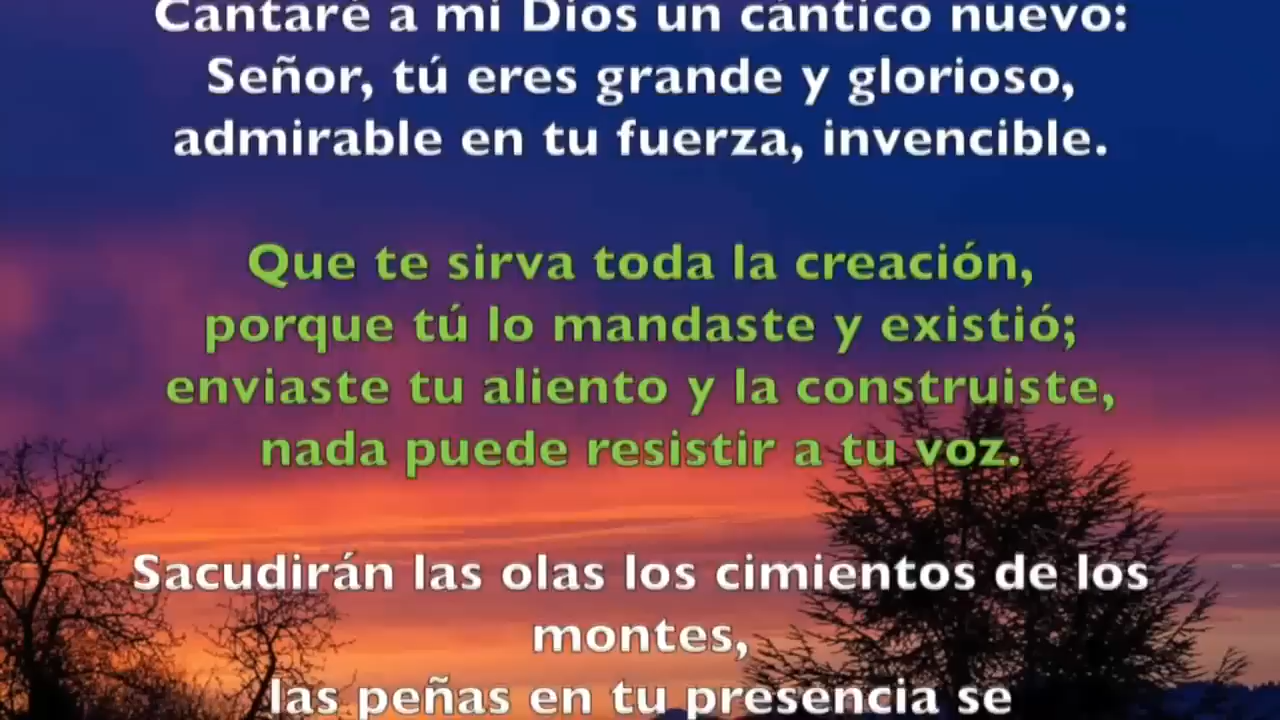 Cantaré a mi Dios un cántico nuevo:
Señor, tú eres grande y glorioso,
admirable en tu fuerza, invencible.
Que te sirva toda la creación,
porque tú lo mandaste y existió;
enviaste tu aliento y la construiste,
nada puede resistir a tu voz.
Sacudirán las olas los cimientos de los
montes,
las peñas en tu presencia se